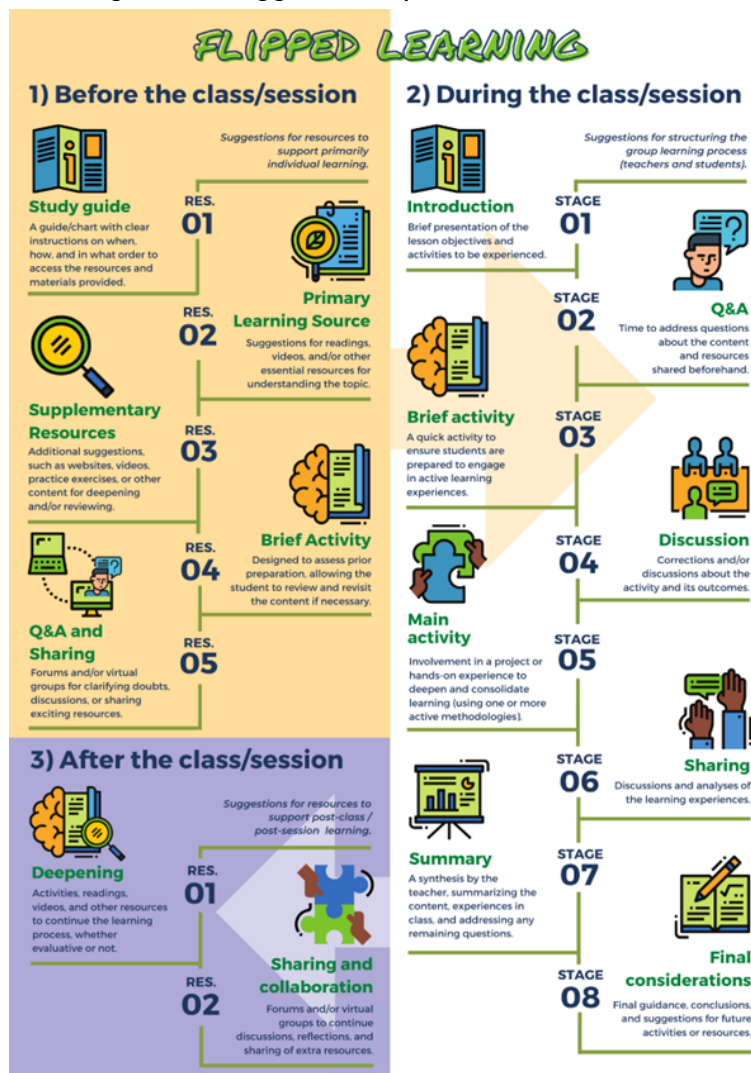 FLIPPED LEARNING
1) Before the class/session
Suggestions for resources to
support primarily
individual learning.
RES.
01
Study guide
A guide/chart with clear
instructions on when,
how, and in what order to
access the resources and
materials provided.
RES.
02
Primary
Learning Source
Suggestions for readings,
videos, and/or other
essential resources for
understanding the topic.
Supplementary
Resources
RES.
03
Additional suggestions,
such as websites, videos,
practice exercises, or other
content for deepening
and/or reviewing.
Brief Activity
RES.
04
Designed to assess prior
preparation, allowing the
student to review and revisit
the content if necessary.
Q&A and
Sharing
RES.
05
Forums and/or virtual
groups for clarifying doubts,
discussions, or sharing
exciting resources.
2) During the class/session
Suggestions for structuring the
group learning process
(teachers and students).
Introduction
STAGE
01
Brief presentation of the
lesson objectives and
activities to be experienced.
STAGE
02
Q&A
Time to address questions
about the content
and resources
shared beforehand.
Brief activity
STAGE
03
A quick activity to
ensure students are
prepared to engage
in active learning
experiences.
STAGE
04
Discussion
Corrections and/or
discussions about the
activity and its outcomes.
Main
activity
STAGE
05
Involvement in a project or
hands-on experience to
deepen and consolidate
learning (using one or more
active methodologies).
STAGE
06
Sharing
Discussions and analyses of
the learning experiences.
Summary
STAGE
07
A synthesis by the
teacher, summarizing the
content, experiences in
class, and addressing any
remaining questions.
STAGE
08
Final
considerations
Final guidance, conclusions,
and suggestions for future
activities or resources.
3) After the class/session
Suggestions for resources to
support post-class /
post-session learning.
Deepening
RES.
01
Activities, readings,
videos, and other resources
to continue the learning
process, whether
evaluative or not.
RES.
02
Sharing and
collaboration
Forums and/or virtual
groups to continue
discussions, reflections, and
sharing of extra resources.